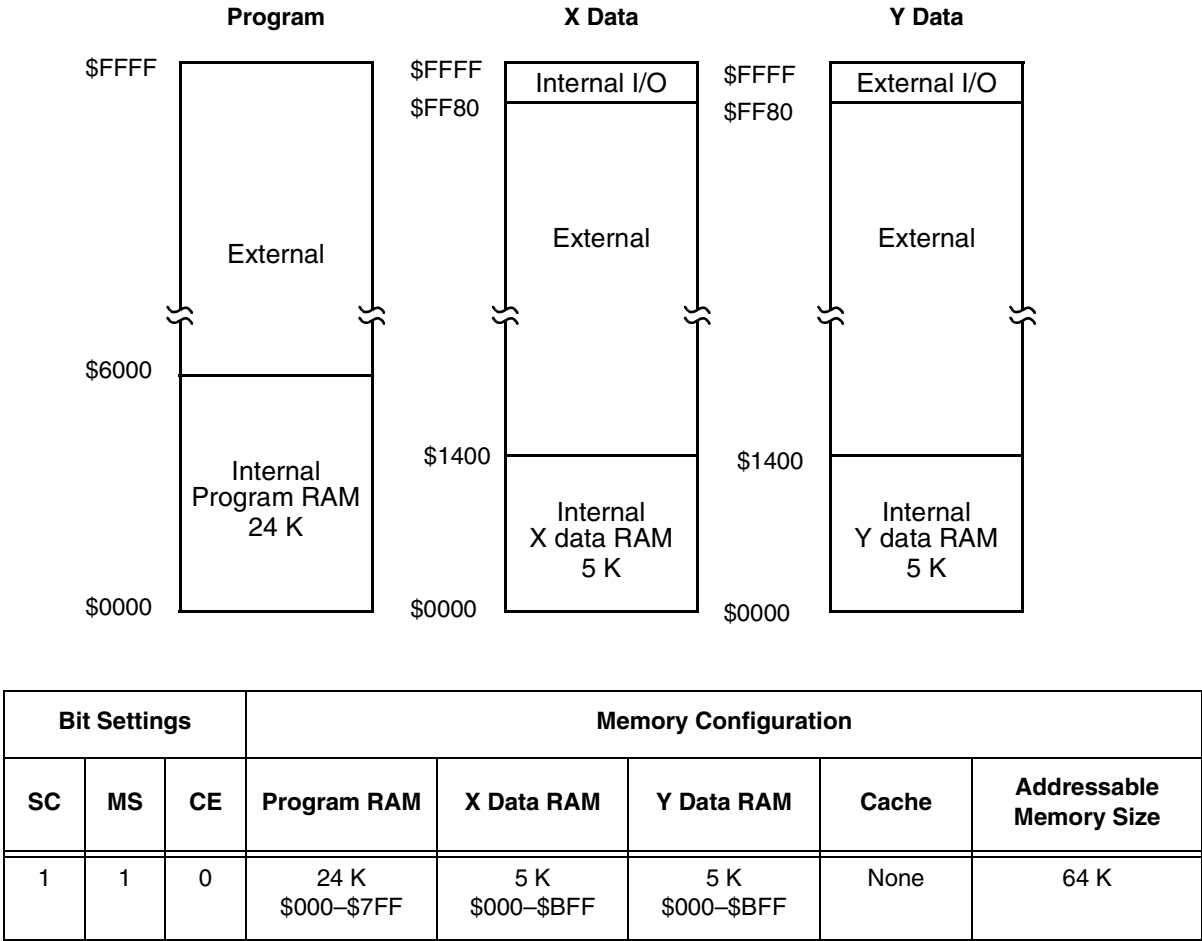 Program
X Data
Y Data
$FFFF
$FFFF
Internal I/O
$FFFF
External I/O
$FF80
$FF80
External
External
External
$6000
$1400
$1400
Internal
Program RAM
24 K
Internal
X data RAM
5 K
Internal
Y data RAM
5 K
$0000
$0000
$0000
Bit Settings
Memory Configuration
SC
MS
CE
Program RAM
X Data RAM
Y Data RAM
Cache
Addressable
Memory Size
1
1
0
24 K
$000–$7FF
5 K
$000–$BFF
5 K
$000–$BFF
None
64 K